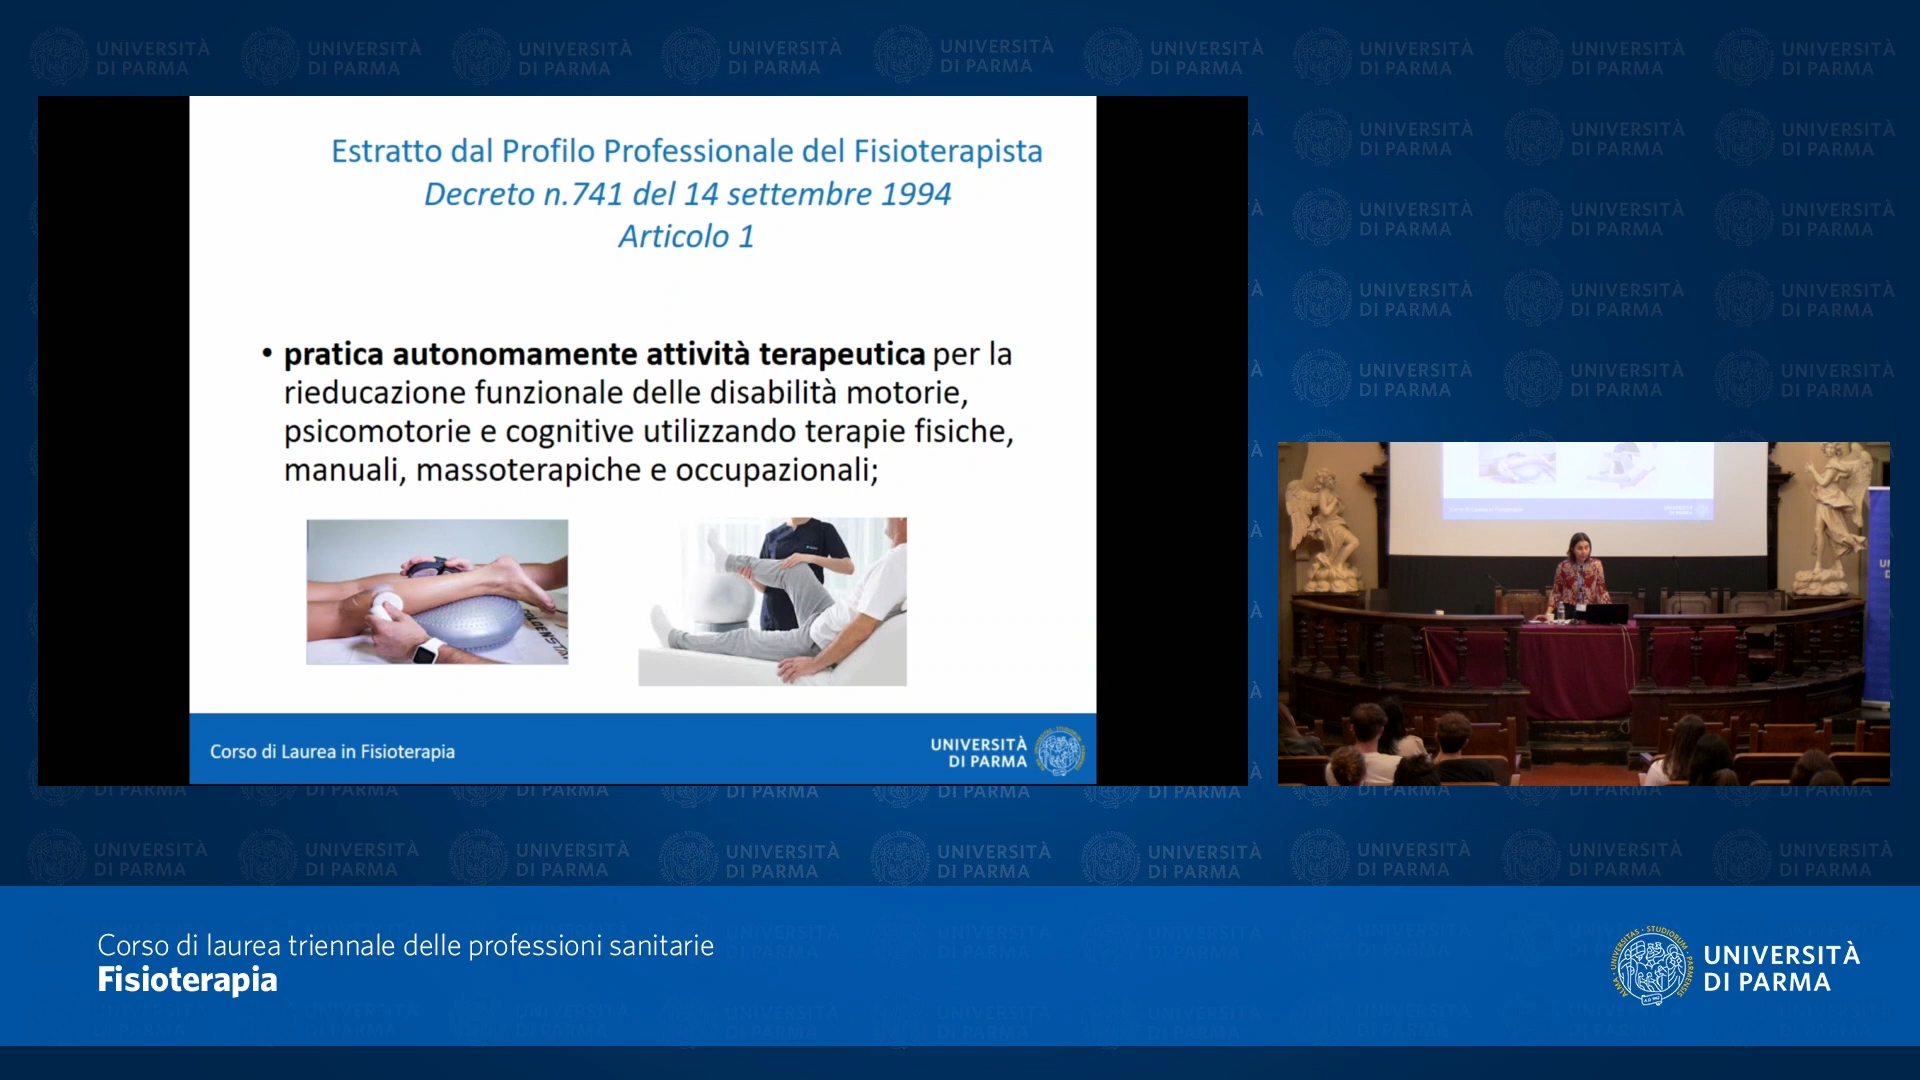 Estratto dal Profilo Professionale del Fisioterapista
Decreto n.741 del 14 settembre 1994
Articolo 1
• pratica autonomamente attività terapeutica per la
rieducazione funzionale delle disabilità motorie,
psicomotorie e cognitive utilizzando terapie fisiche,
manuali, massoterapiche e occupazionali;
Corso di Laurea in Fisioterapia
UNIVERSITÀ
DI PARMA
Corso di laurea triennale delle professioni sanitarie
Fisioterapia
UNIVERSITÀ
DI PARMA